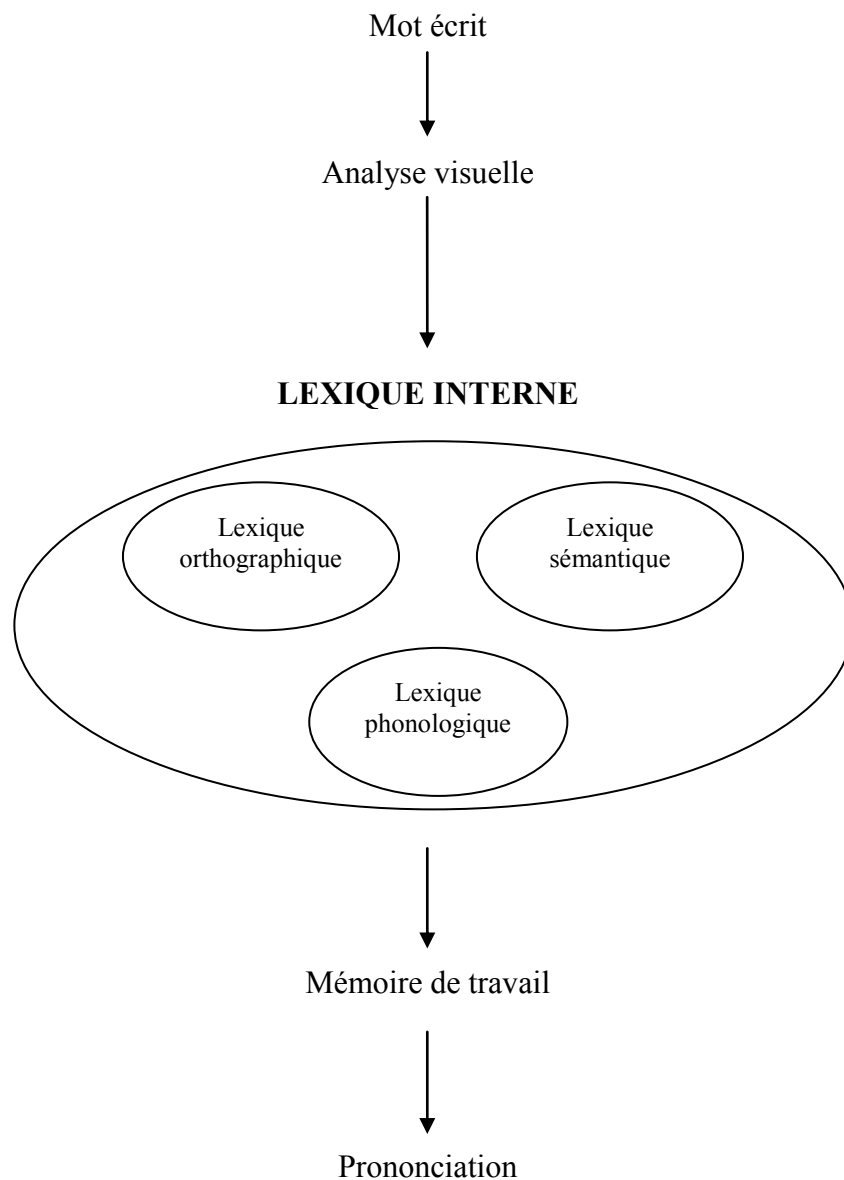 Mot écrit
Analyse visuelle
LEXIQUE INTERNE
Lexique
orthographique
Lexique
sémantique
Lexique
phonologique
Mémoire de travail
Prononciation